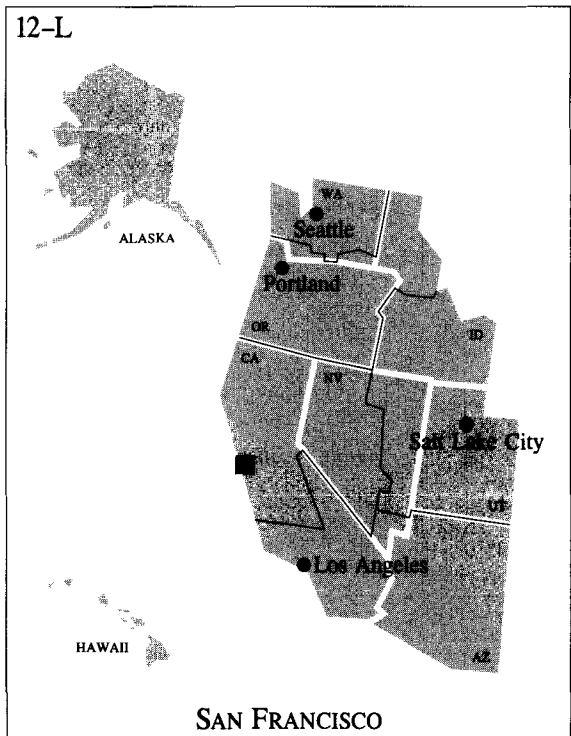 12–L
WA
Seattle
ALASKA
Portland
OR
ID
CA
NV
Salt Lake City
UT
Los Angeles
HAWAII
AZ
SAN FRANCISCO